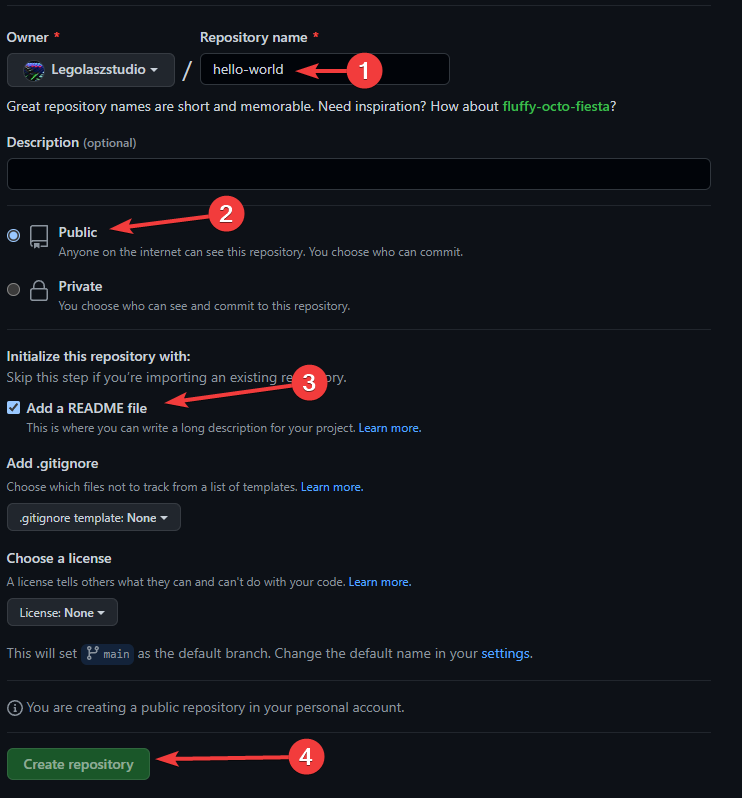 Owner * Repository name *
Legolaszstudio / hello-world 1
Great repository names are short and memorable. Need inspiration? How about fluffy-octo-fiesta?
Description (optional)
2
Public
Anyone on the internet can see this repository. You choose who can commit.
Private
You choose who can see and commit to this repository.
Initialize this repository with:
Skip this step if you're importing an existing re ry.
3
Add a README file
This is where you can write a long description for your project. Learn more.
Add .gitignore
Choose which files not to track from a list of templates. Learn more.
.gitignore template: None
Choose a license
A license tells others what they can and can't do with your code. Learn more.
License: None
This will set main as the default branch. Change the default name in your settings.
You are creating a public repository in your personal account.
Create repository 4